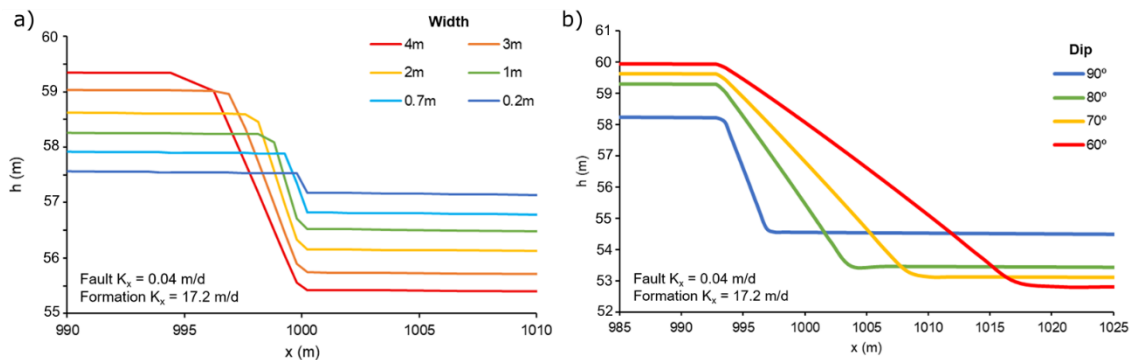 a)
Width
4m
3m
2m
1m
0.7m
0.2m
60
59
58
57
56
55
h (m)
Fault Kx = 0.04 m/d
Formation Kx = 17.2 m/d
990
995
1000
1005
1010
x (m)
b)
Dip
90º
80º
70º
60º
61
60
59
58
57
56
55
54
53
52
h (m)
Fault Kx = 0.04 m/d
Formation Kx = 17.2 m/d
985
990
995
1000
1005
1010
1015
1020
1025
x (m)